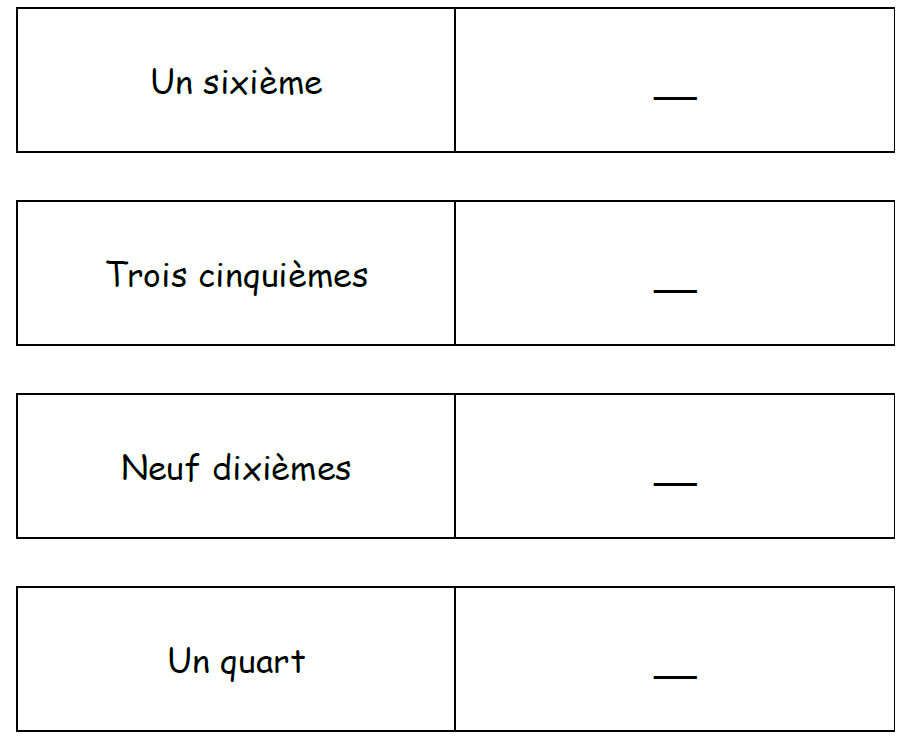 Un sixième
Trois cinquièmes
Neuf dixièmes
Un quart